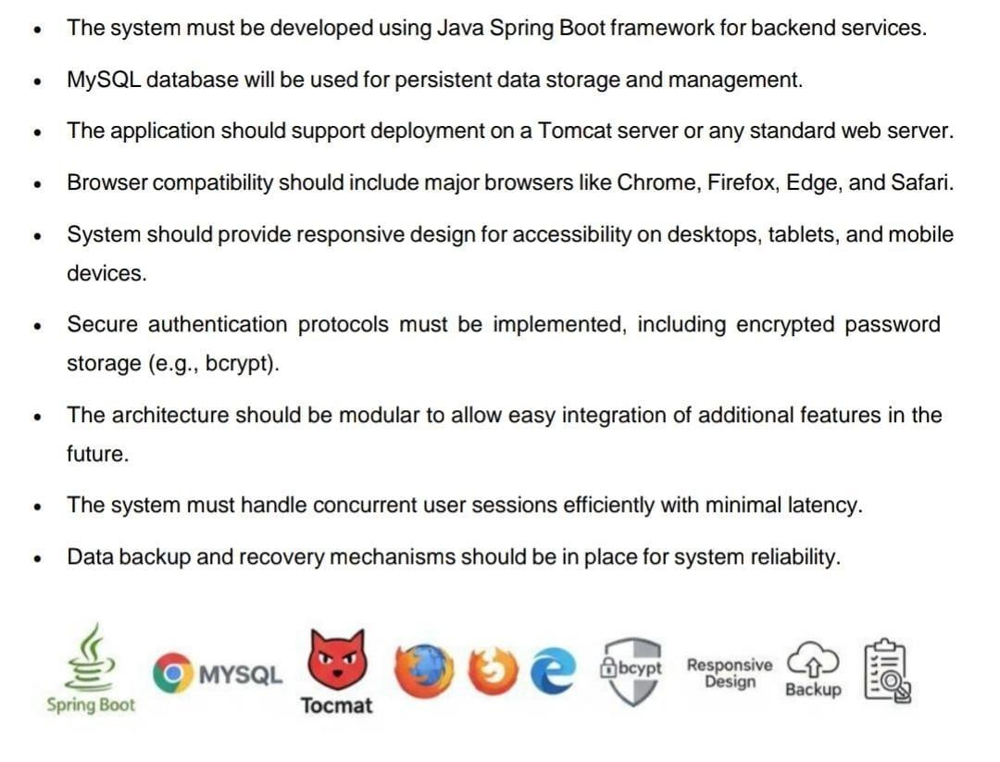 • The system must be developed using Java Spring Boot framework for backend services.
• MySQL database will be used for persistent data storage and management.
• The application should support deployment on a Tomcat server or any standard web server.
• Browser compatibility should include major browsers like Chrome, Firefox, Edge, and Safari.
• System should provide responsive design for accessibility on desktops, tablets, and mobile
devices.
• Secure authentication protocols must be implemented, including encrypted password
storage (e.g., bcrypt).
• The architecture should be modular to allow easy integration of additional features in the
future.
• The system must handle concurrent user sessions efficiently with minimal latency.
• Data backup and recovery mechanisms should be in place for system reliability.
Spring Boot
MYSQL
Tocmat
bcypt
Responsive
Design
Backup